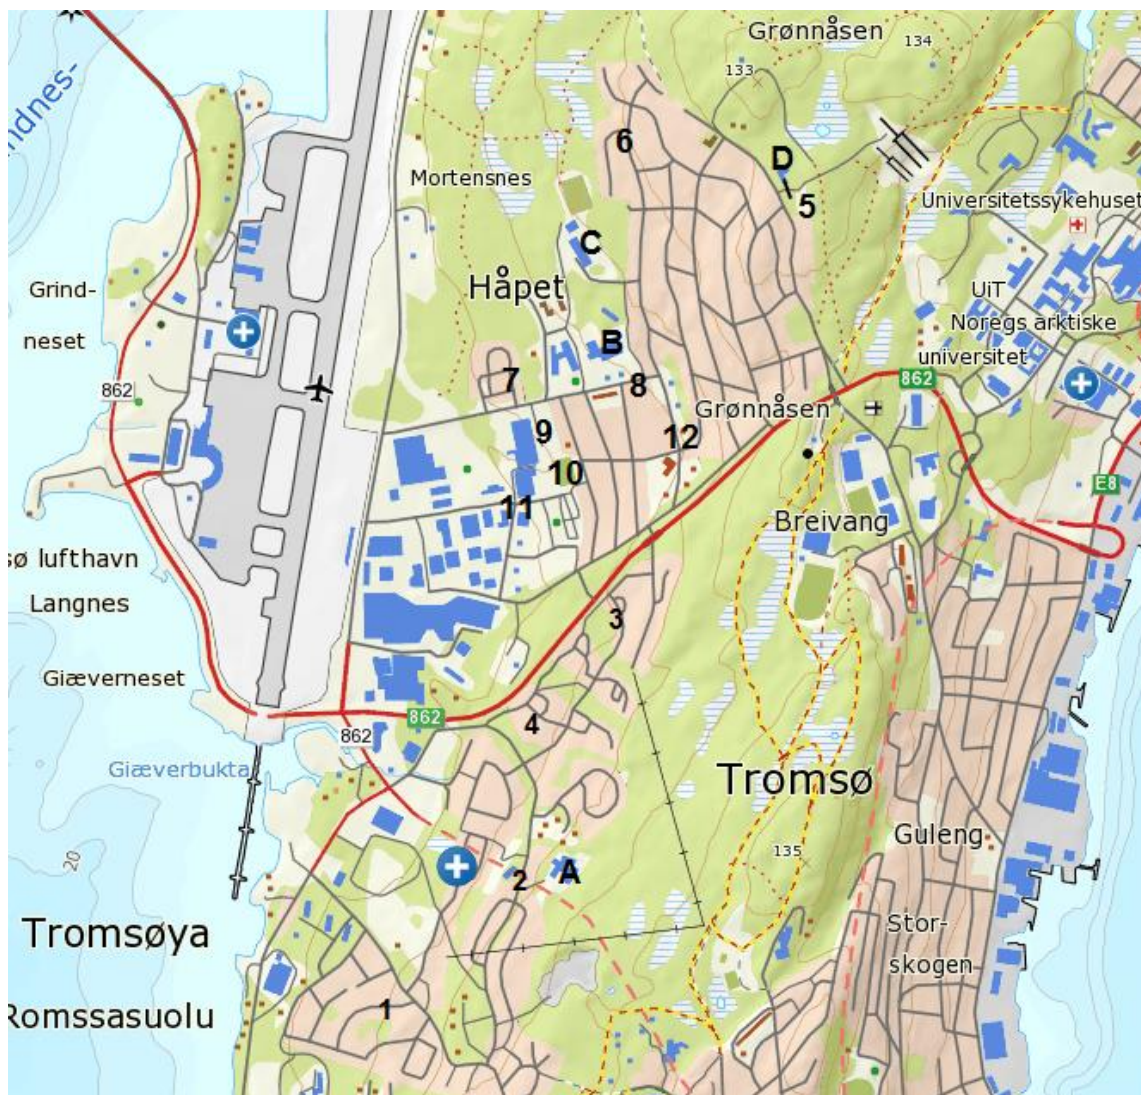 Grønnåsen
134
133
ndnes-
6
D
Mortensnes
5
Universitetssykehuset
C
Håpet
Grind-
neset
UiT
Noregs arktiske
universitet
B
862
7
8
862
Grønnåsen
9
12
10
E8
11
Breivang
sø lufthavn
Langnes
3
Giæverneset
862
4
862
Giæverbukta
Tromsø
Guleng
135
20
2
A
Tromsøya
Stor-
skogen
1
Romssasuolu